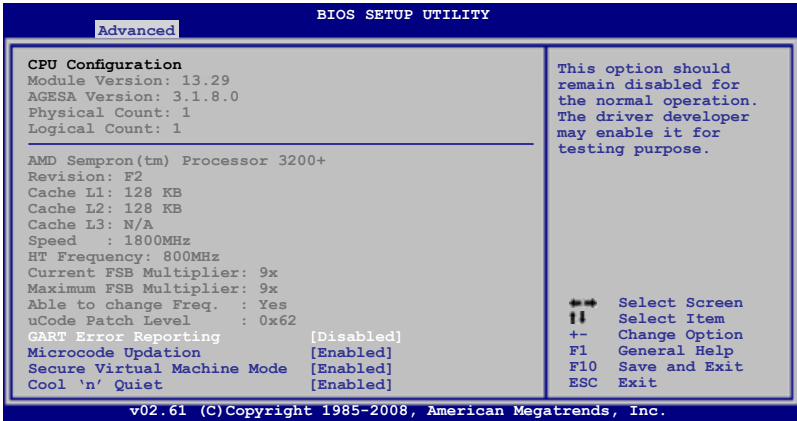 BIOS SETUP UTILITY
Advanced
CPU Configuration
Module Version: 13.29
AGESA Version: 3.1.8.0
Physical Count: 1
Logical Count: 1
AMD Sempron(tm) Processor 3200+
Revision: F2
Cache L1: 128 KB
Cache L2: 128 KB
Cache L3: N/A
Speed : 1800MHz
HT Frequency: 800MHz
Current FSB Multiplier: 9x
Maximum FSB Multiplier: 9x
Able to change Freq. : Yes
uCode Patch Level : 0x62
GART Error Reporting [Disabled]
Microcode Updation [Enabled]
Secure Virtual Machine Mode [Enabled]
Cool ‘n’ Quiet [Enabled]
This option should
remain disabled for
the normal operation.
The driver developer
may enable it for
testing purpose.
Select Screen
Select Item
+- Change Option
F1 General Help
F10 Save and Exit
ESC Exit
v02.61 (C)Copyright 1985-2008, American Megatrends, Inc.